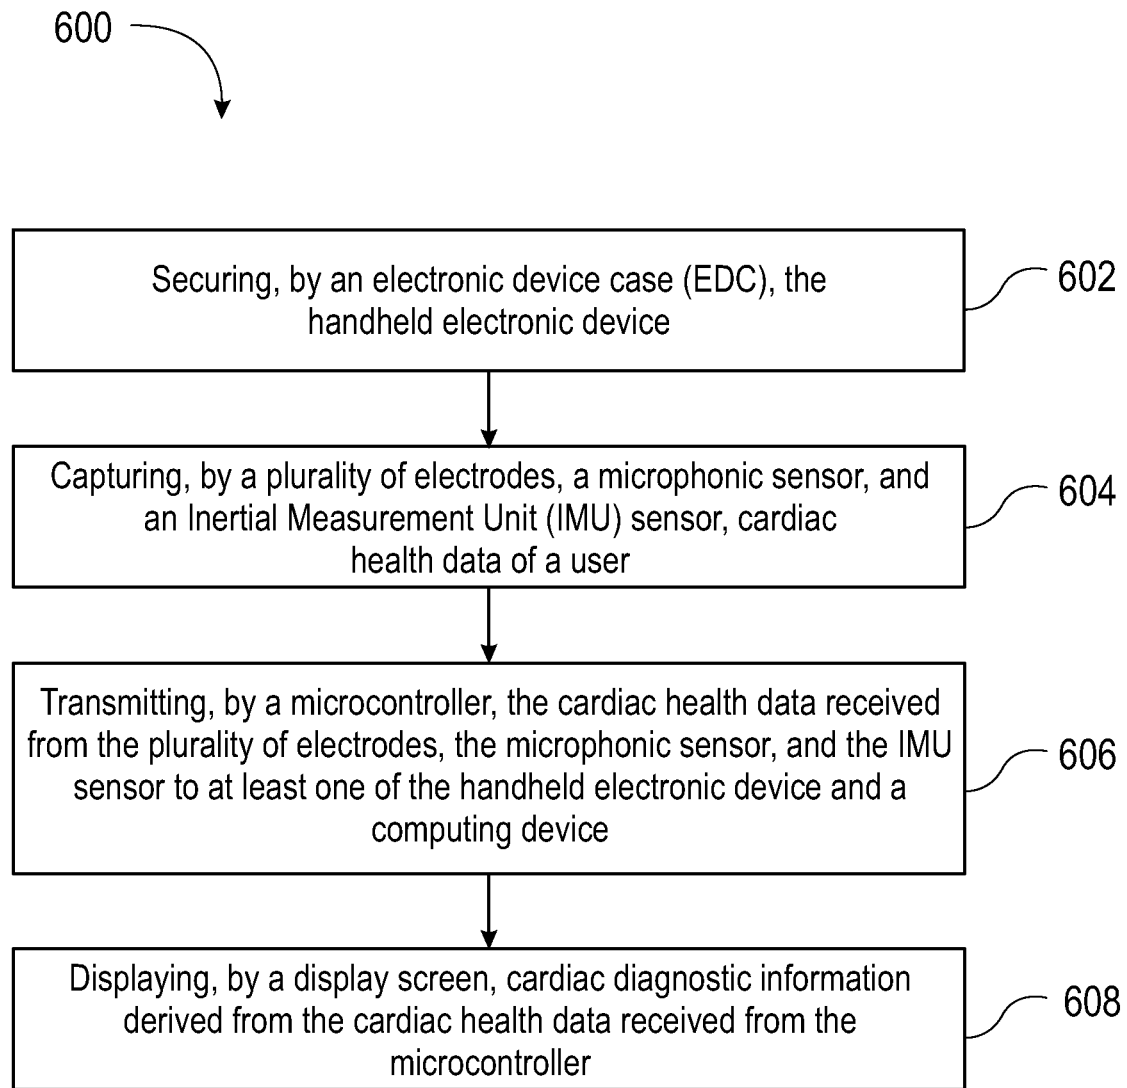 600
Securing, by an electronic device case (EDC), the
handheld electronic device
602
Capturing, by a plurality of electrodes, a microphonic sensor, and
an Inertial Measurement Unit (IMU) sensor, cardiac
health data of a user
604
Transmitting, by a microcontroller, the cardiac health data received
from the plurality of electrodes, the microphonic sensor, and the IMU
sensor to at least one of the handheld electronic device and a
computing device
606
Displaying, by a display screen, cardiac diagnostic information
derived from the cardiac health data received from the
microcontroller
608